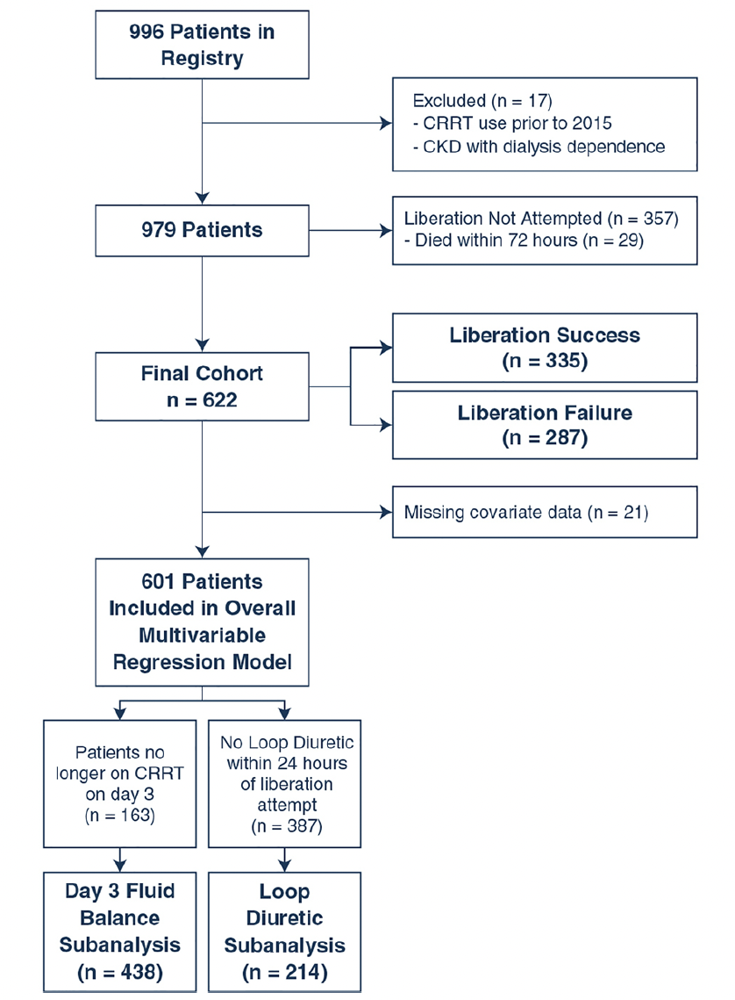 996 Patients in
Registry
Excluded (n = 17)
- CRRT use prior to 2015
- CKD with dialysis dependence
979 Patients
Liberation Not Attempted (n = 357)
- Died within 72 hours (n = 29)
Final Cohort
n = 622
Liberation Success
(n = 335)
Liberation Failure
(n = 287)
Missing covariate data (n = 21)
601 Patients
Included in Overall
Multivariable
Regression Model
Patients no
longer on CRRT
on day 3
(n = 163)
No Loop Diuretic
within 24 hours
of liberation
attempt
(n = 387)
Day 3 Fluid
Balance
Subanalysis
(n = 438)
Loop
Diuretic
Subanalysis
(n = 214)